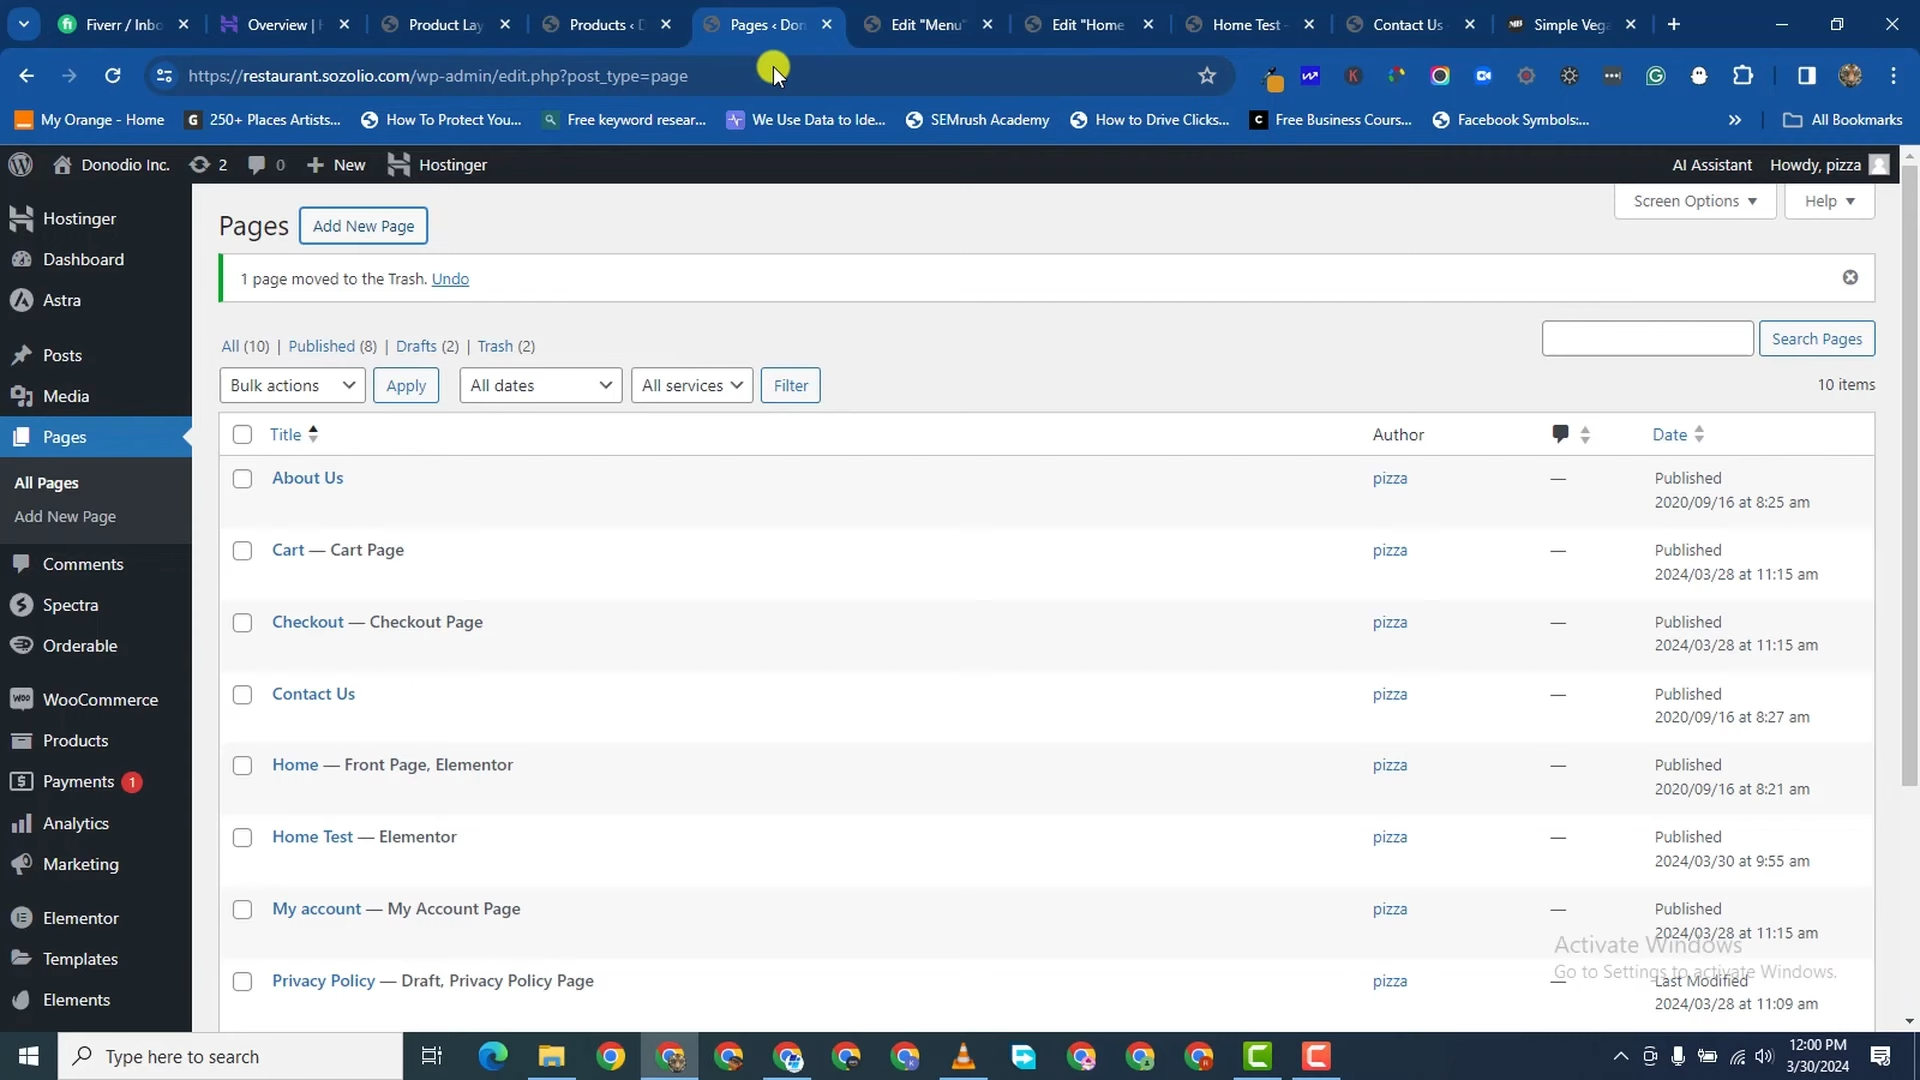 Fiverr / Inbo
Overview |
Product Lay
Products ‹ D
Pages ‹ Don
Edit "Menu"
Edit "Home
Home Test -
Contact Us
Simple Vega
https://restaurant.sozolio.com/wp-admin/edit.php?post_type=page
My Orange - Home
250+ Places Artists...
How To Protect You...
Free keyword resear...
We Use Data to Ide...
SEMrush Academy
How to Drive Clicks...
Free Business Cours...
Facebook Symbols:...
»
All Bookmarks
Donodio Inc.
2
0
New
Hostinger
AI Assistant
Howdy, pizza
Hostinger
Dashboard
Astra
Posts
Media
Pages
All Pages
Add New Page
Comments
Spectra
Orderable
WooCommerce
Products
Payments 1
Analytics
Marketing
Elementor
Templates
Elements
Screen Options
Help
Pages
Add New Page
1 page moved to the Trash. Undo
All (10) | Published (8) | Drafts (2) | Trash (2)
Search Pages
Bulk actions
Apply
All dates
All services
Filter
10 items
Title
Author
Date
About Us
pizza
—
Published
2020/09/16 at 8:25 am
Cart — Cart Page
pizza
—
Published
2024/03/28 at 11:15 am
Checkout — Checkout Page
pizza
—
Published
2024/03/28 at 11:15 am
Contact Us
pizza
—
Published
2020/09/16 at 8:27 am
Home — Front Page, Elementor
pizza
—
Published
2020/09/16 at 8:21 am
Home Test — Elementor
pizza
—
Published
2024/03/30 at 9:55 am
My account — My Account Page
pizza
—
Published
2024/03/28 at 11:15 am
Privacy Policy — Draft, Privacy Policy Page
pizza
—
Last Modified
2024/03/28 at 11:09 am
Activate Windows
Go to Settings to activate Windows.
Type here to search
12:00 PM
3/30/2024